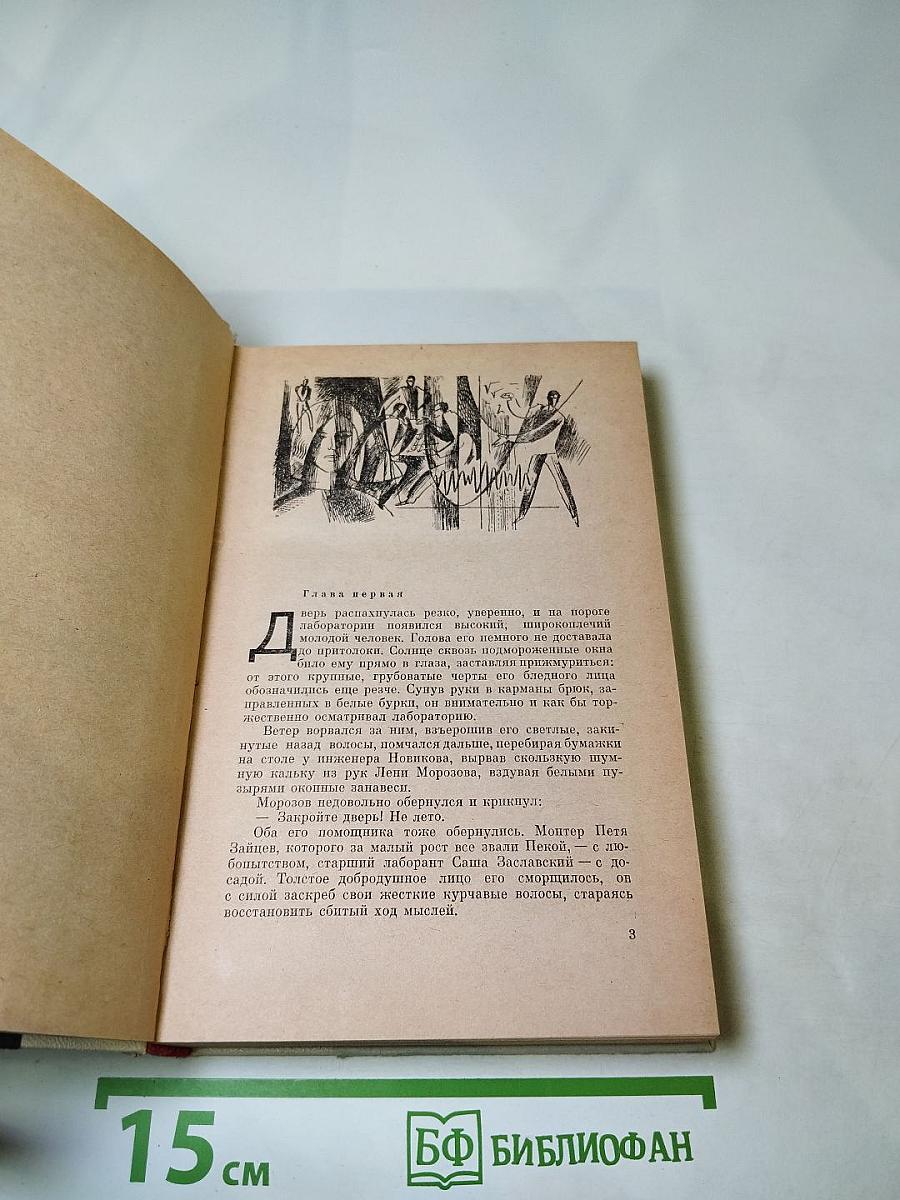 Глава первая
Дверь распахнулась резко, уверенно, и на пороге
лаборатории появился высокий, широкоплечий
молодой человек. Голова его немного не доставала
до притолоки. Солнце сквозь подмороженные окна
било ему прямо в глаза, заставляя прижмуриться:
от этого крупные, грубоватые черты его бледного лица
обозначились еще резче. Сунув руки в карманы брюк, за-
правленных в белые бурки, он внимательно и как бы тор-
жественно осматривал лабораторию.
Ветер ворвался за ним, взъерошив его светлые, заки-
нутые назад волосы, помчался дальше, перебирая бумажки
на столе у инженера Новикова, вырвав скользкую шум-
ную кальку из рук Лени Морозова, вздувая белыми пу-
зырями оконные занавеси.
Морозов недовольно обернулся и крикнул:
— Закройте дверь! Не лето.
Оба его помощника тоже обернулись. Монтер Петя
Зайцев, которого за малый рост все звали Пекой, — с лю-
бопытством, старший лаборант Саша Заславский — с до-
садой. Толстое добродушное лицо его сморщилось, он
с силой заскреб свои жесткие курчавые волосы, стараясь
восстановить сбитый ход мыслей.
3
15 см
БФ БИБЛИОФАН